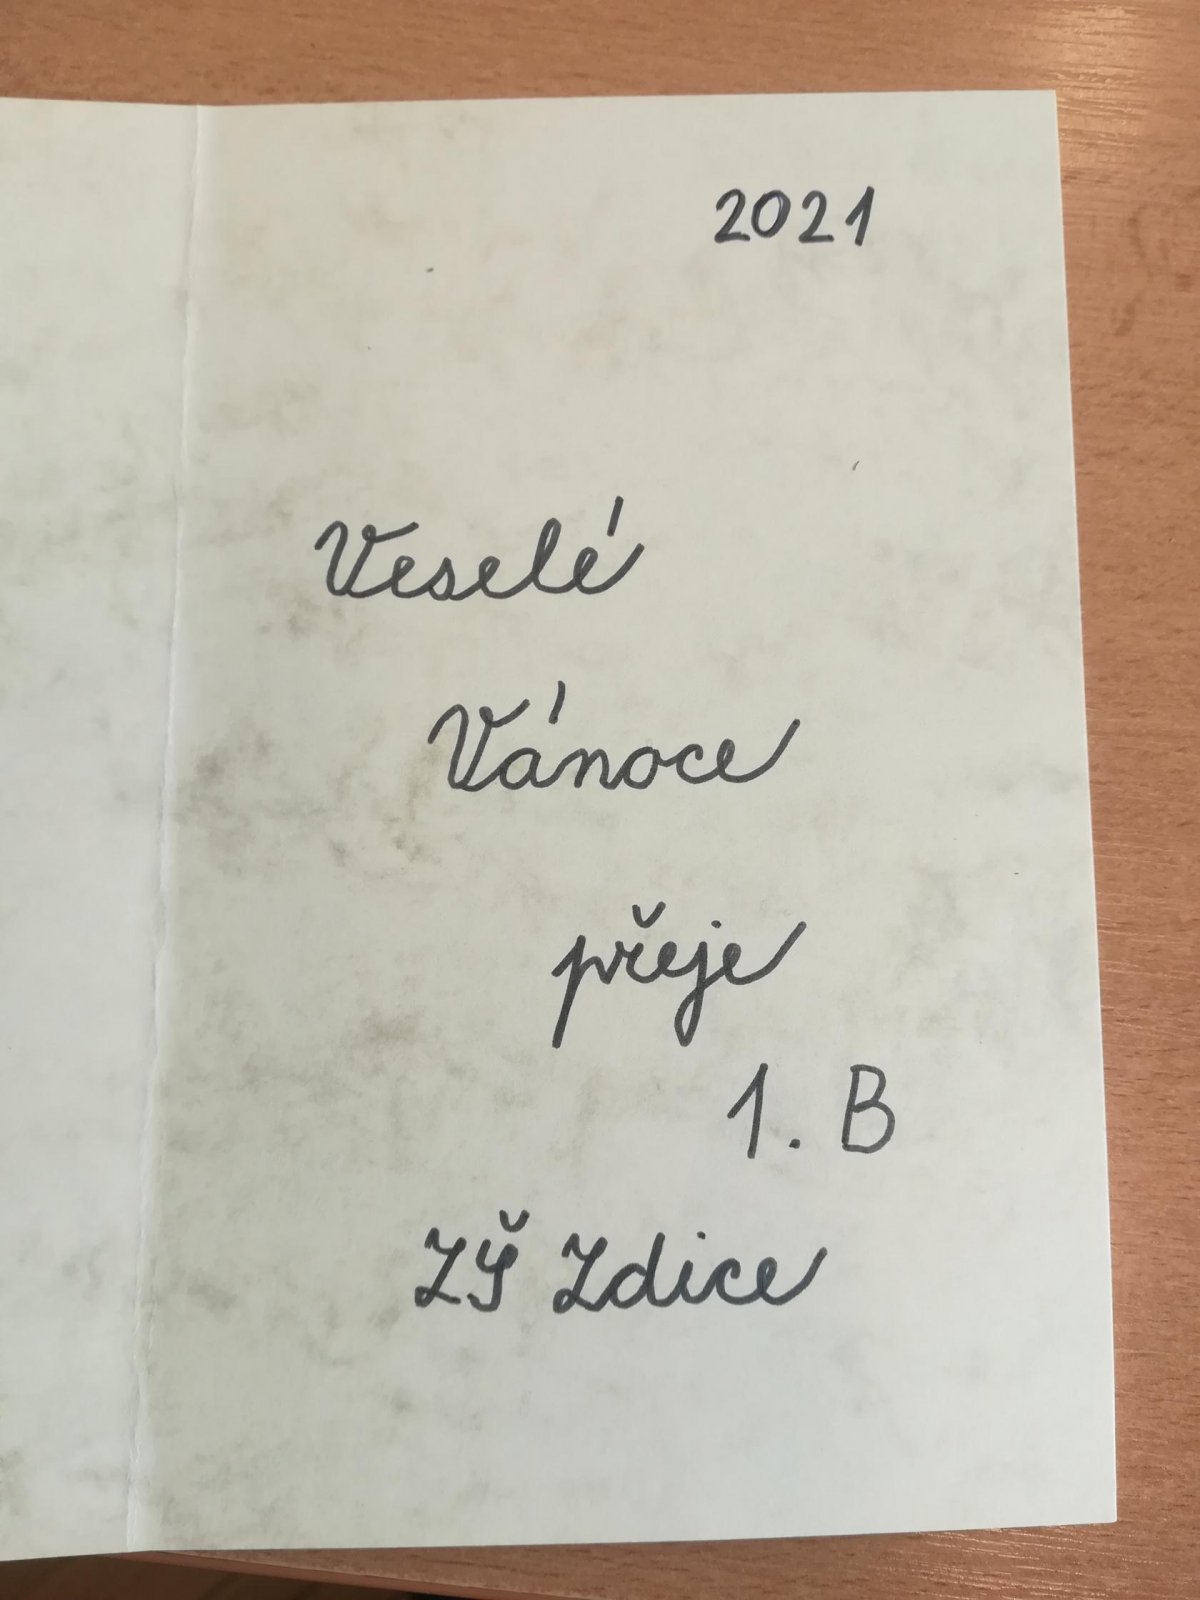 2021
Veselé
Vánoce
přeje
1. B
ZŠ Zdice